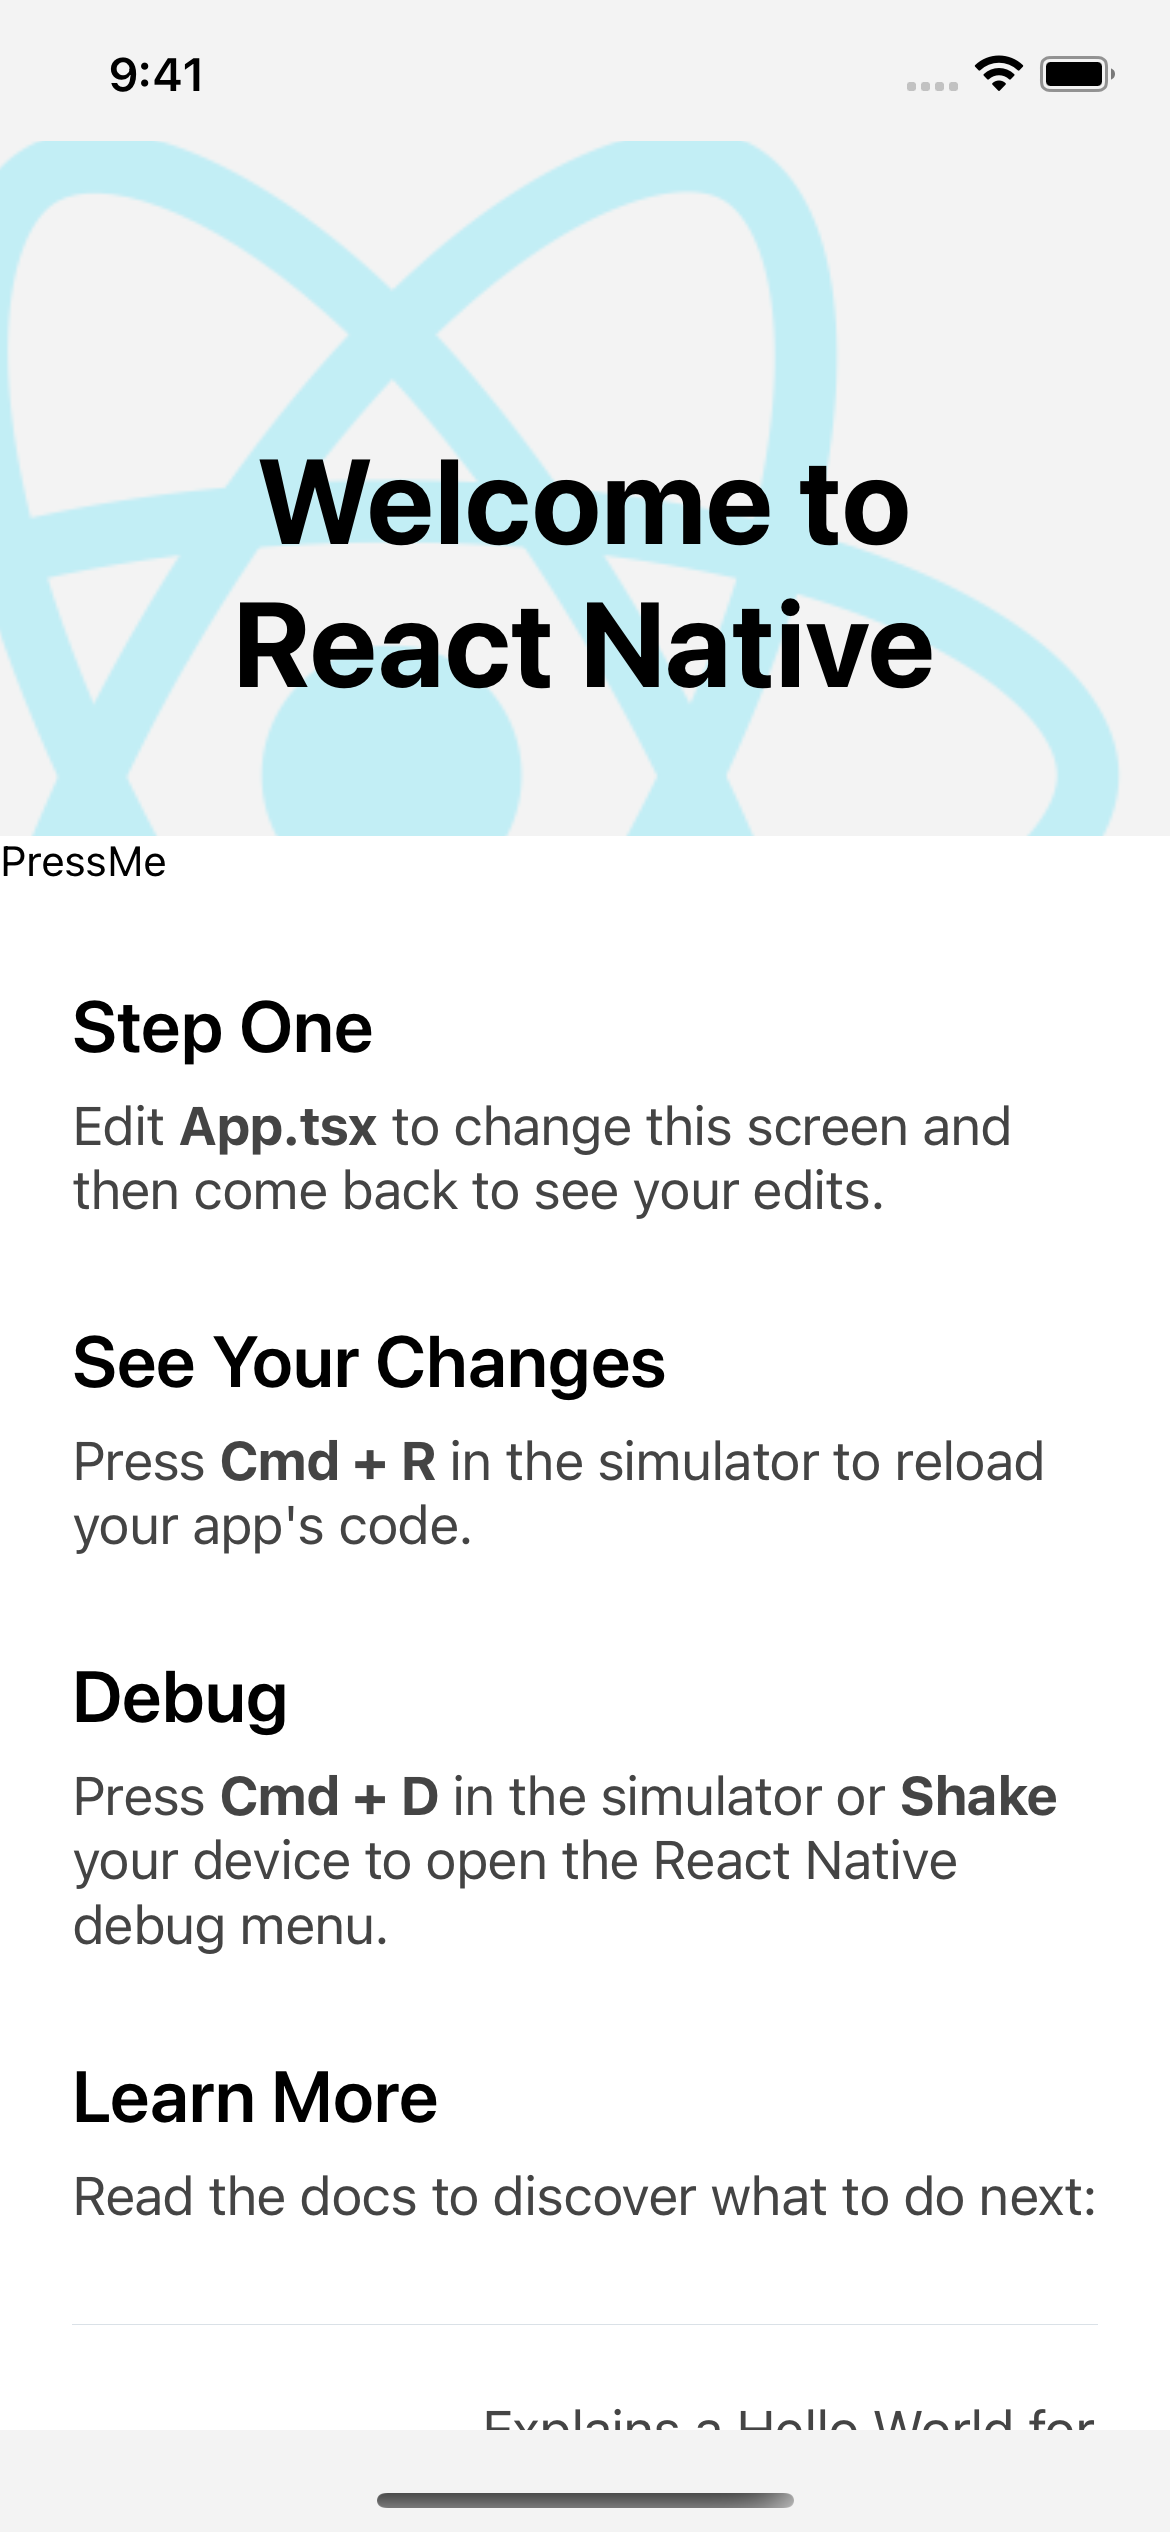 9:41
Welcome to
React Native
PressMe
Step One
Edit App.tsx to change this screen and
then come back to see your edits.
See Your Changes
Press Cmd + R in the simulator to reload
your app's code.
Debug
Press Cmd + D in the simulator or Shake
your device to open the React Native
debug menu.
Learn More
Read the docs to discover what to do next:
Explains a Hello World for